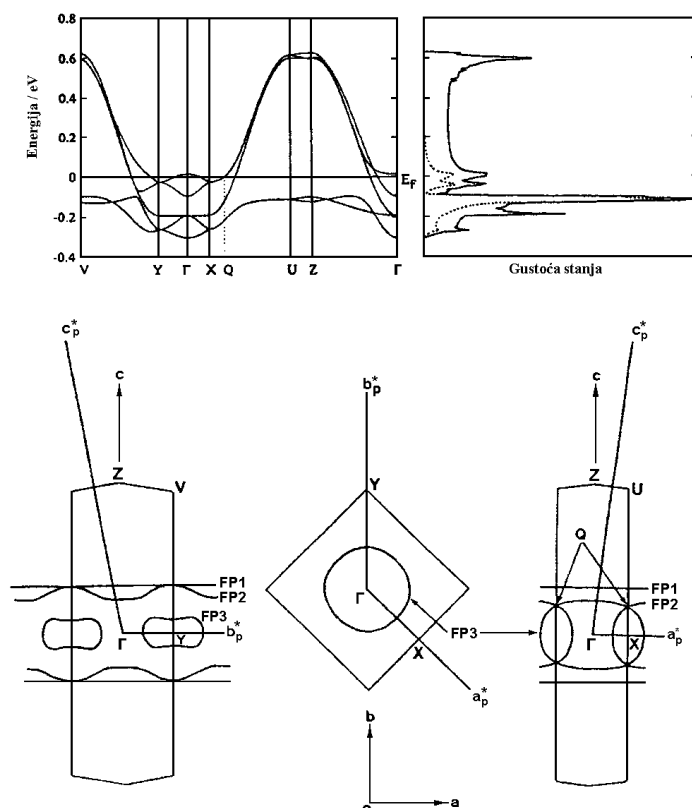 Energija / eV
0.8
0.6
0.4
0.2
0
-0.2
-0.4
V Y Γ X Q U Z Γ
E_f
Gustoća stanja
c*_p
c
Z
V
FP1
FP2
FP3
Γ
Y
b*_p
b*_p
Y
Γ
FP3
X
a*_p
b
c
a
c*_p
c
Z
U
Q
FP1
FP2
Γ
X
a*_p